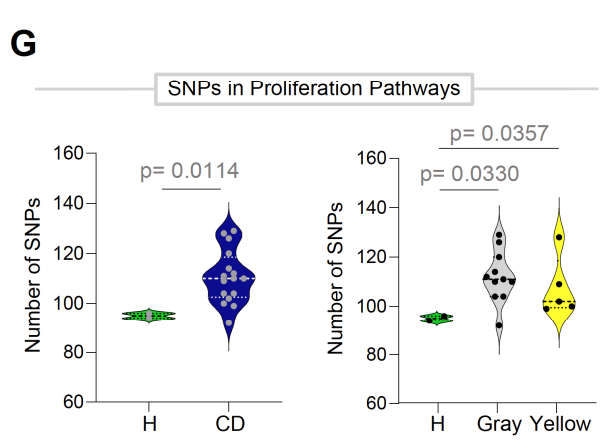 G
SNPs in Proliferation Pathways
p= 0.0114
Number of SNPs
160
140
120
100
80
60
H CD
p= 0.0357
p= 0.0330
Number of SNPs
160
140
120
100
80
60
H Gray Yellow